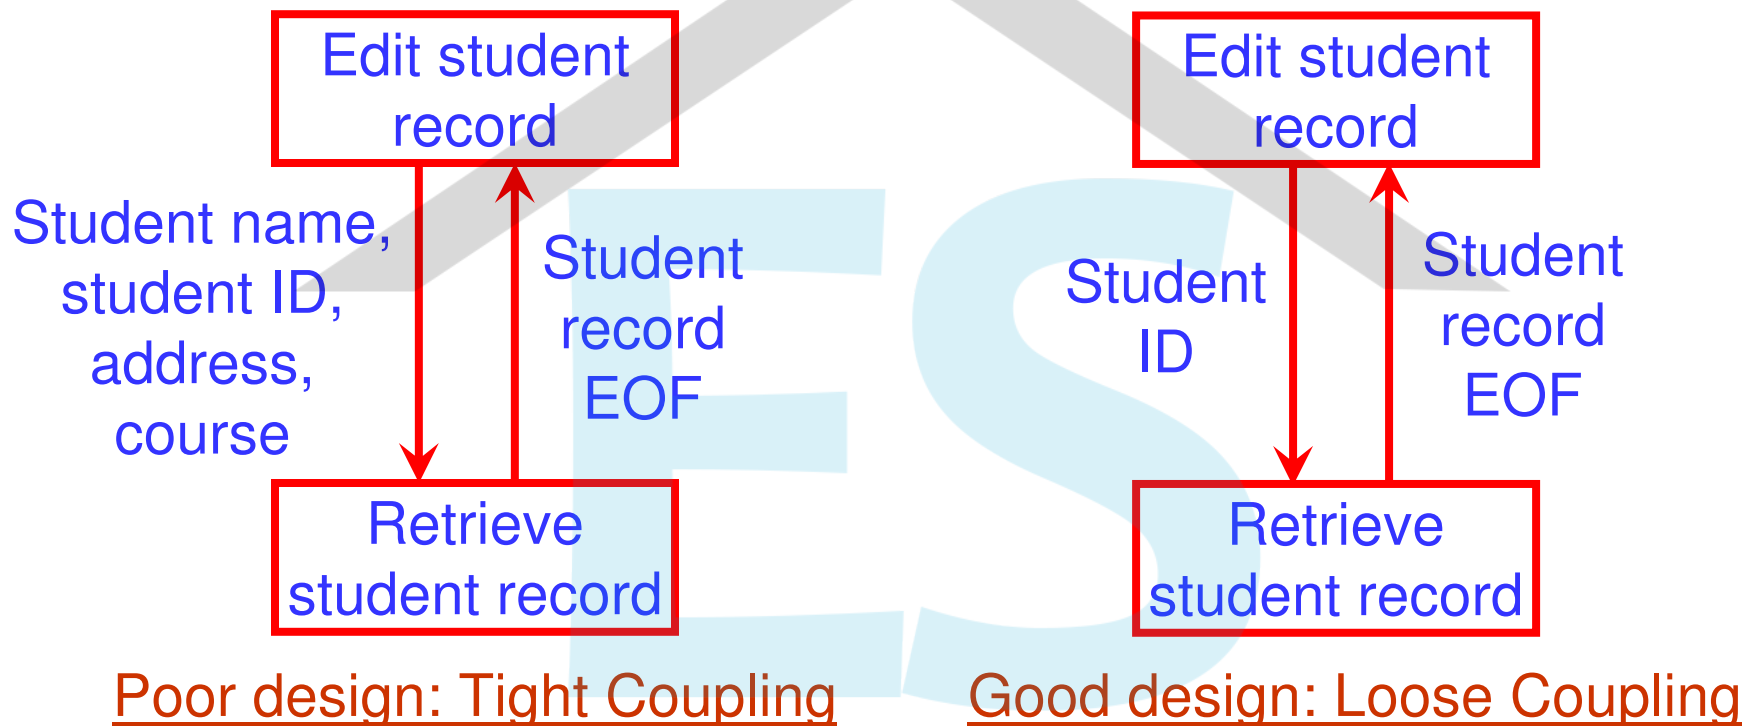 Edit student
record
Student name,
student ID,
address,
course
Student
record
EOF
Retrieve
student record
Poor design: Tight Coupling
Edit student
record
Student
ID
Student
record
EOF
Retrieve
student record
Good design: Loose Coupling
ES